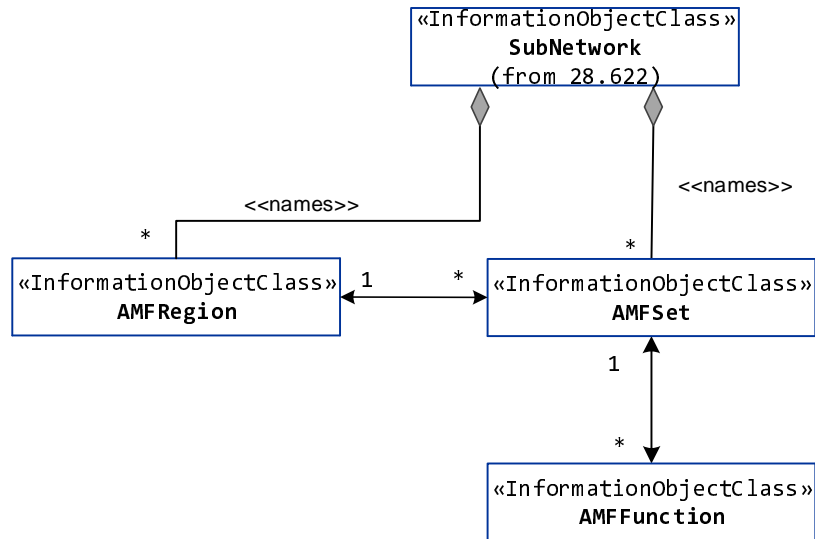 «InformationObjectClass»
SubNetwork
(from 28.622)
<<names>>
<<names>>
*
*
«InformationObjectClass»
AMFRegion
1
*
«InformationObjectClass»
AMFSet
1
*
«InformationObjectClass»
AMFFunction